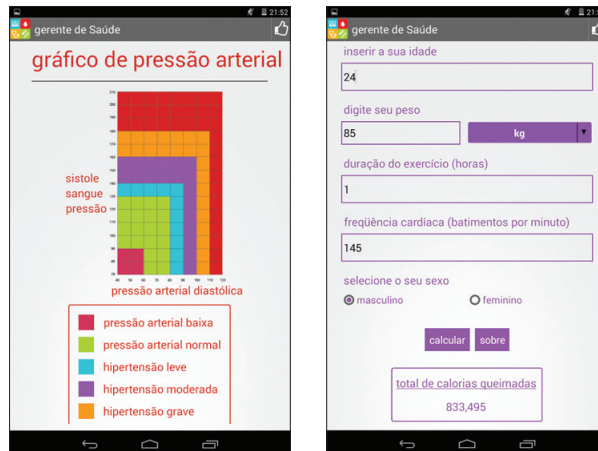 21:52
gerente de Saúde
gráfico de pressão arterial
sistole
sangue
pressão
pressão arterial diastólica
pressão arterial baixa
pressão arterial normal
hipertensão leve
hipertensão moderada
hipertensão grave
gerente de Saúde
inserir a sua idade
24
digite seu peso
85
kg
duração do exercício (horas)
1
freqüência cardíaca (batimentos por minuto)
145
selecione o seu sexo
masculino
feminino
calcular
sobre
total de calorias queimadas
833,495